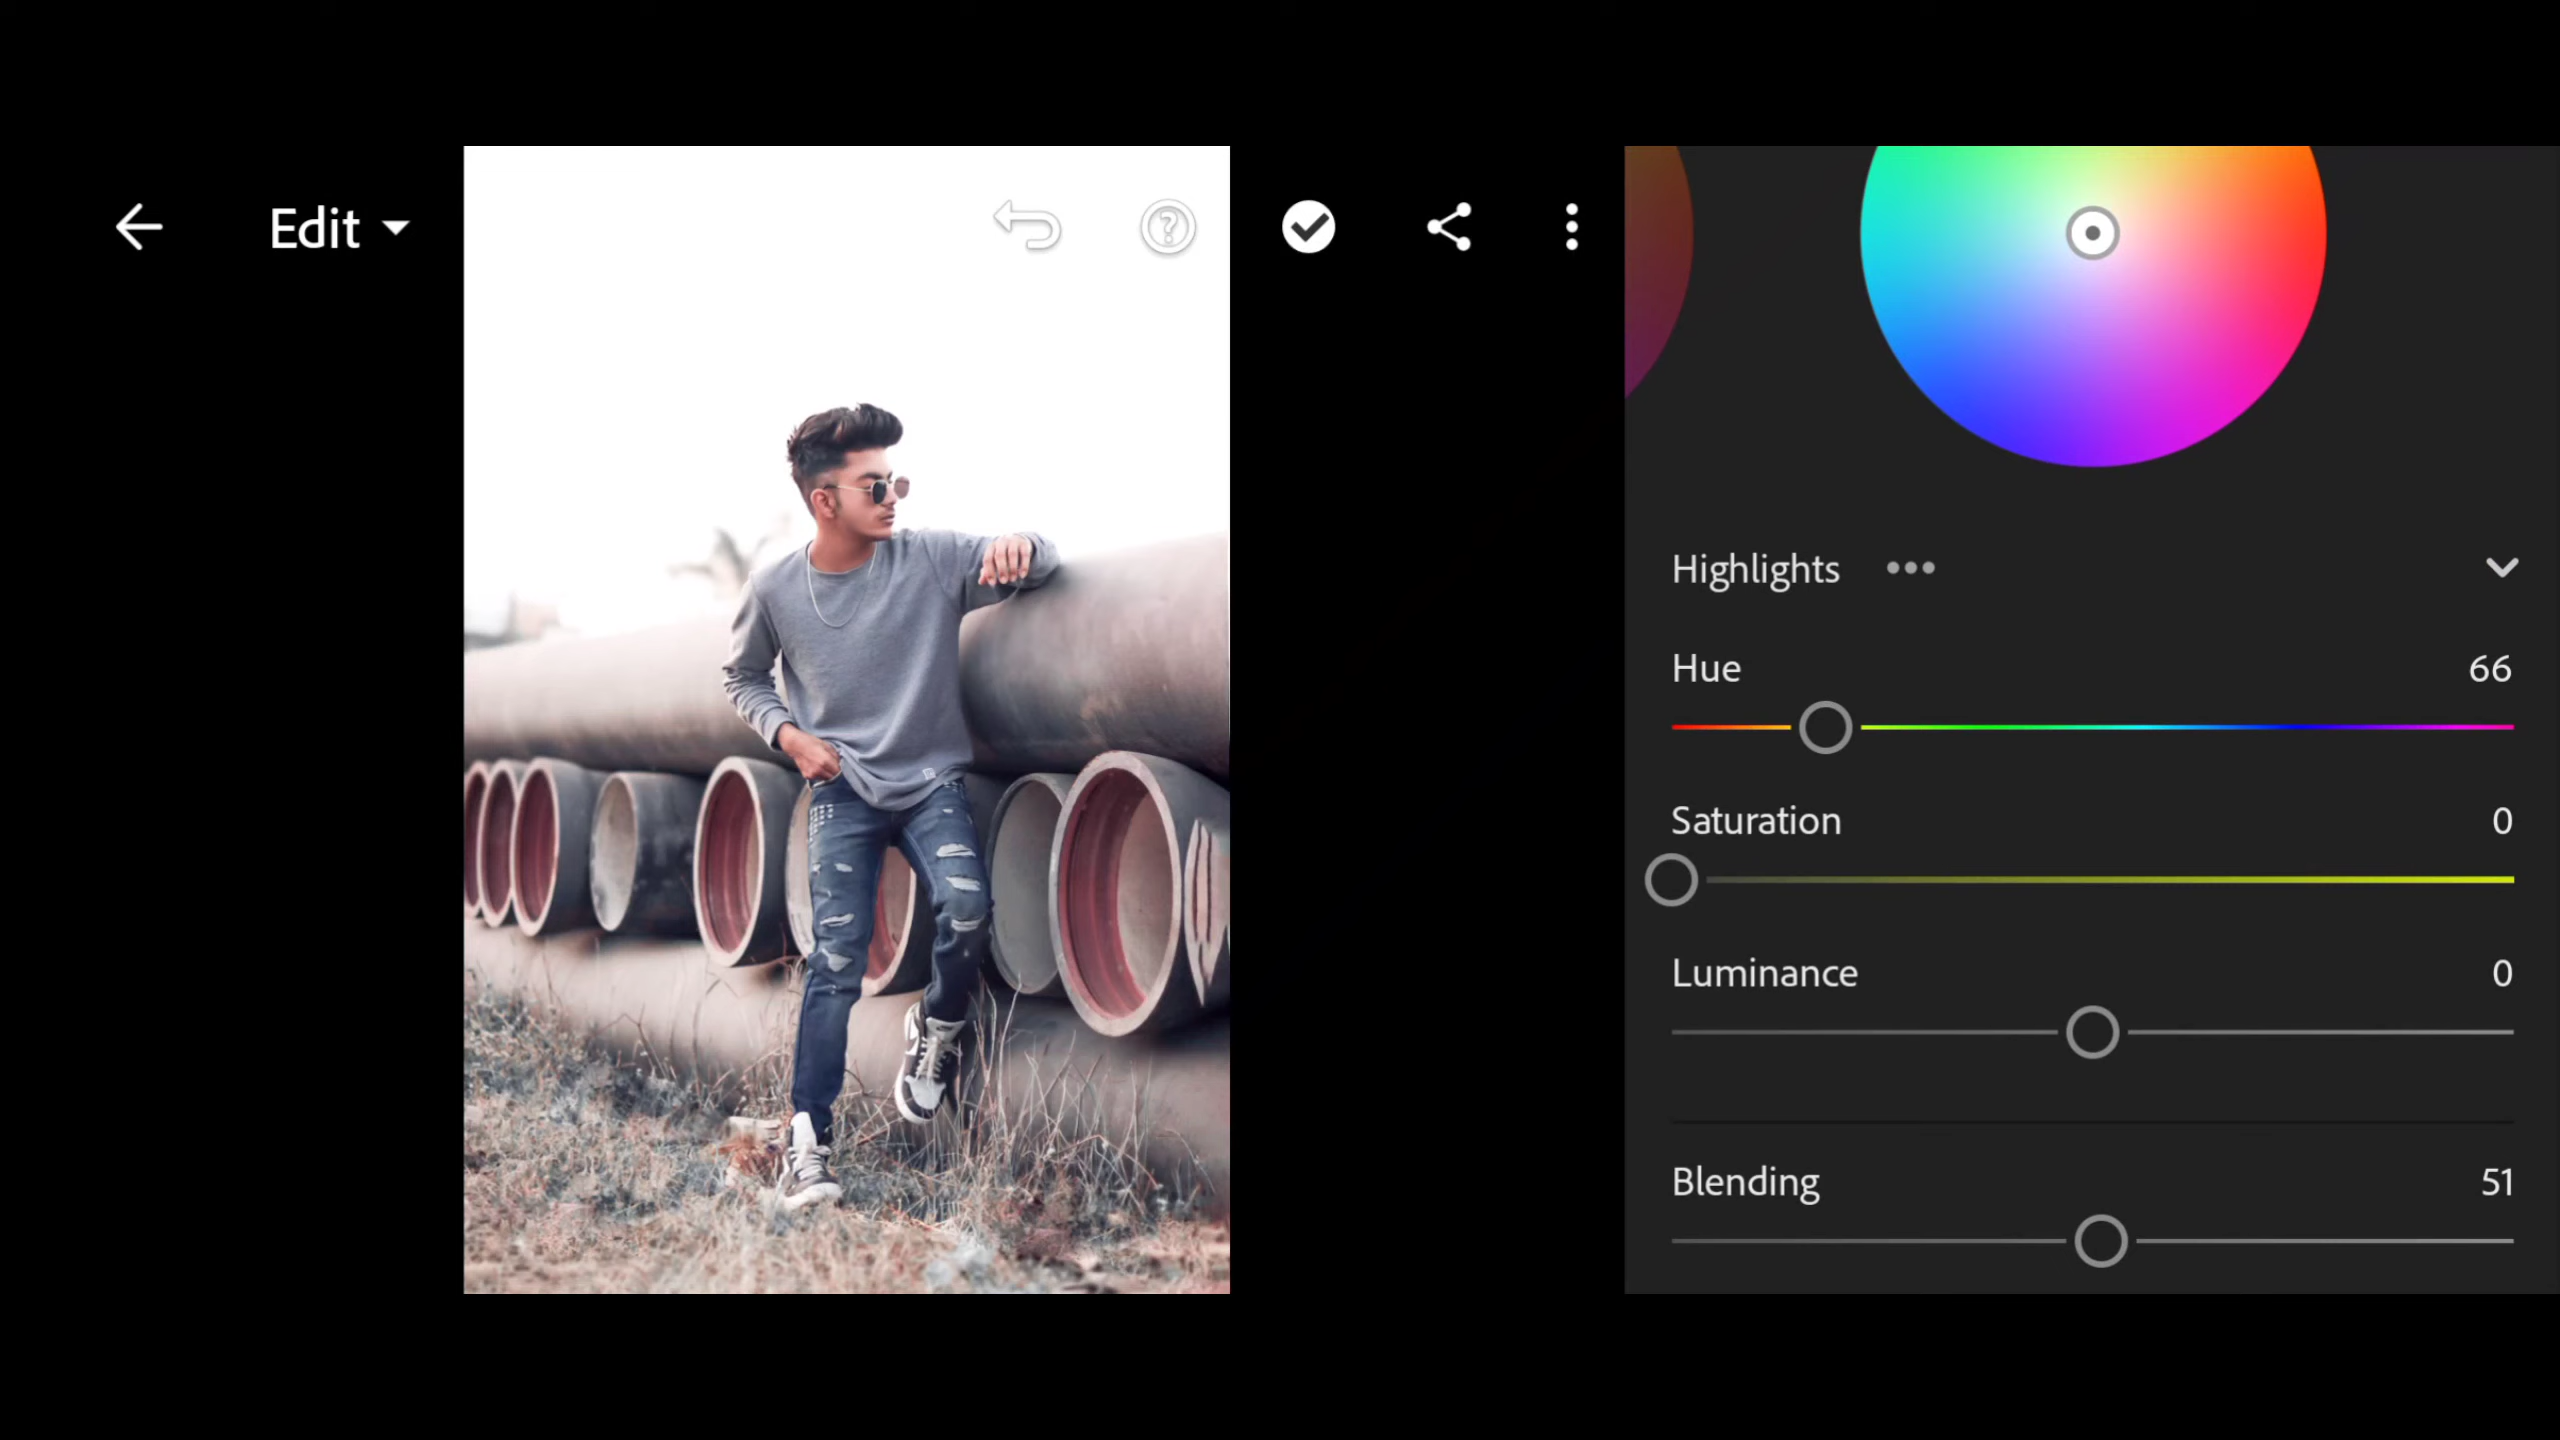 Edit
Highlights
Hue 66
Saturation 0
Luminance 0
Blending 51